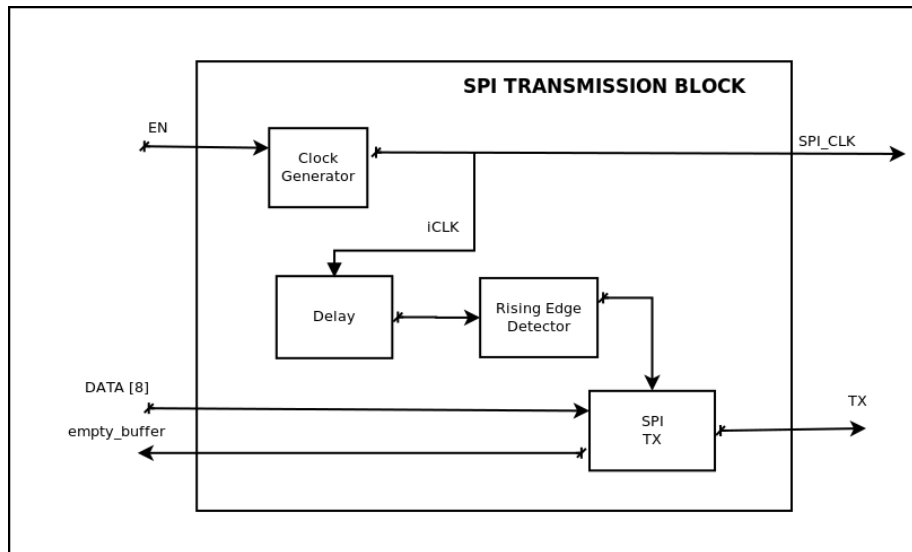 SPI TRANSMISSION BLOCK
EN
SPI_CLK
Clock
Generator
iCLK
Delay
Rising Edge
Detector
DATA [8]
empty_buffer
SPI
TX
TX